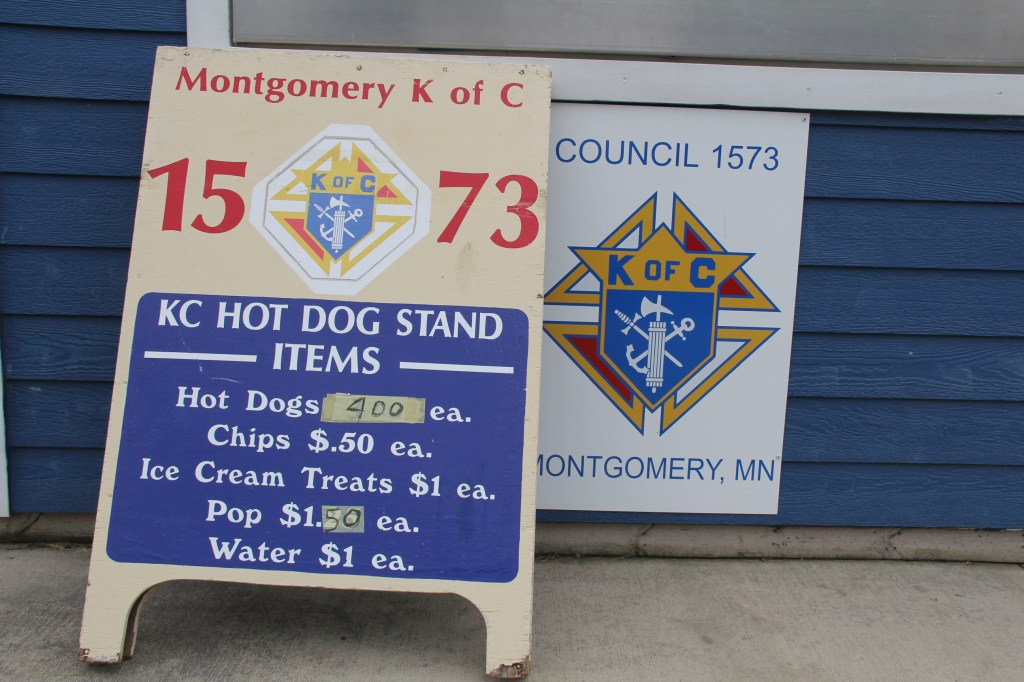 Montgomery K of C
15 K OF C 73
KC HOT DOG STAND
ITEMS
Hot Dogs 400 ea.
Chips $.50 ea.
Ice Cream Treats $1 ea.
Pop $1.50 ea.
Water $1 ea.
COUNCIL 1573
K OF C
MONTGOMERY, MN